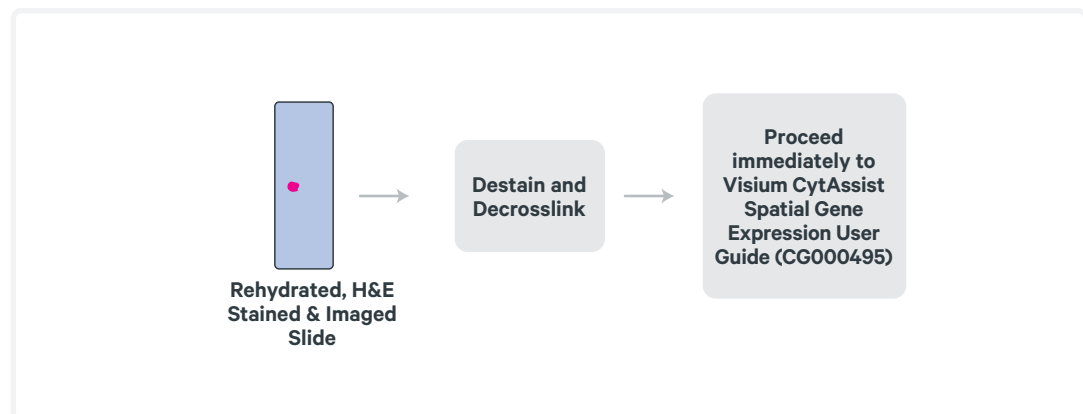 Rehydrated, H&E
Stained & Imaged
Slide
Destain and
Decrosslink
Proceed
immediately to
Visium CytAssist
Spatial Gene
Expression User
Guide (CG000495)